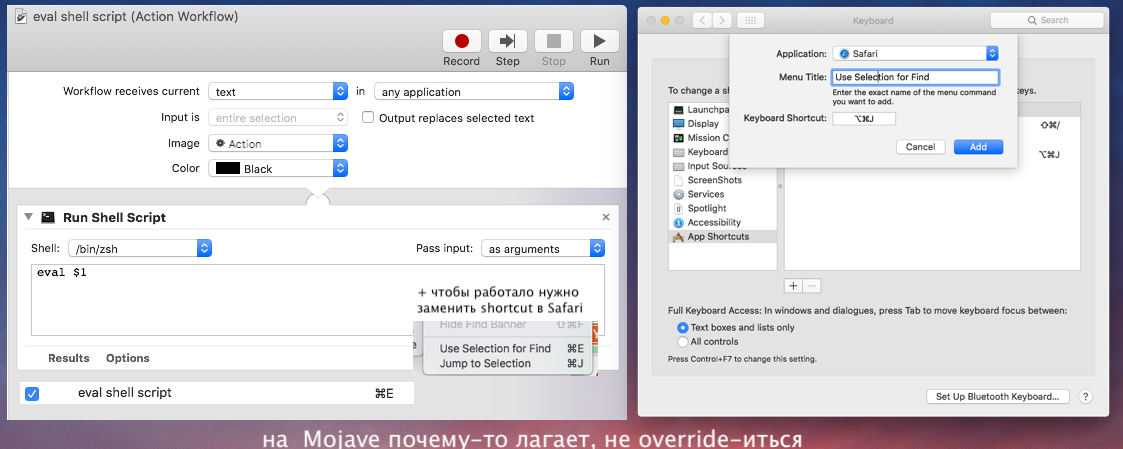 eval shell script (Action Workflow)
Record
Step
Stop
Run
Workflow receives current
text
in
any application
Input is
entire selection
Output replaces selected text
Image
Action
Color
Black
Run Shell Script
Shell:
/bin/zsh
Pass input:
as arguments
eval $1
+ чтобы работало нужно
заменить shortcut в Safari
Hide Find Banner ⇧⌘F
Use Selection for Find ⌘E
Jump to Selection ⌘J
Results
Options
eval shell script ⌘E
Keyboard
Search
Application:
Safari
Menu Title:
Use Selection for Find
Enter the exact name of the menu command
you want to add.
Keyboard Shortcut:
⌥⌘J
Cancel
Add
To change a sh
keys.
Launchpa
Display
Mission C
Keyboard
Input Sources
ScreenShots
Services
Spotlight
Accessibility
App Shortcuts
⇧⌘/
⌥⌘J
Full Keyboard Access: In windows and dialogues, press Tab to move keyboard focus between:
Text boxes and lists only
All controls
Press Control+F7 to change this setting.
Set Up Bluetooth Keyboard...
?
на Mojave почему-то лагает, не override-иться